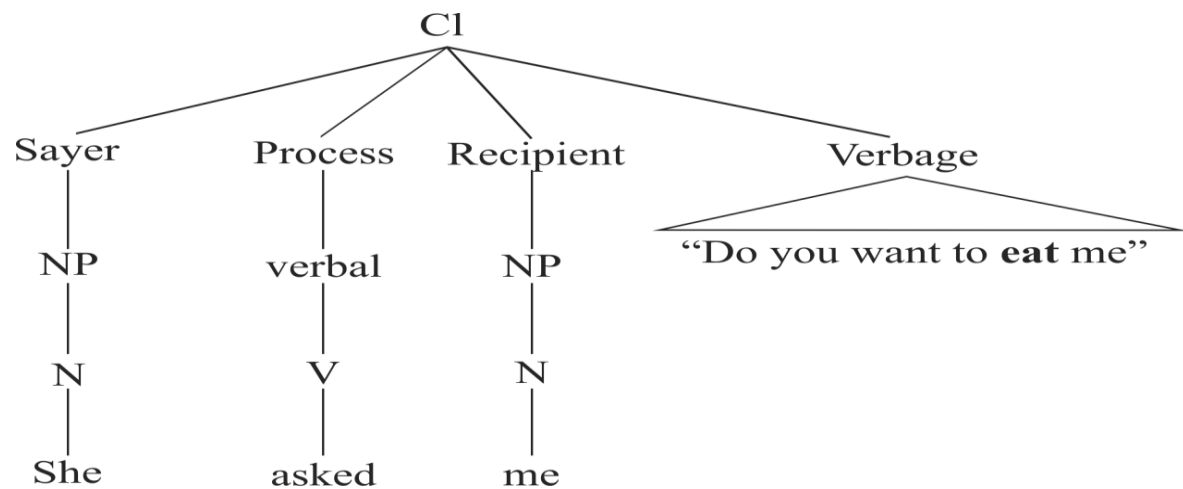 Cl
Sayer Process Recipient Verbage
NP verbal NP “Do you want to eat me”
N V N
She asked me